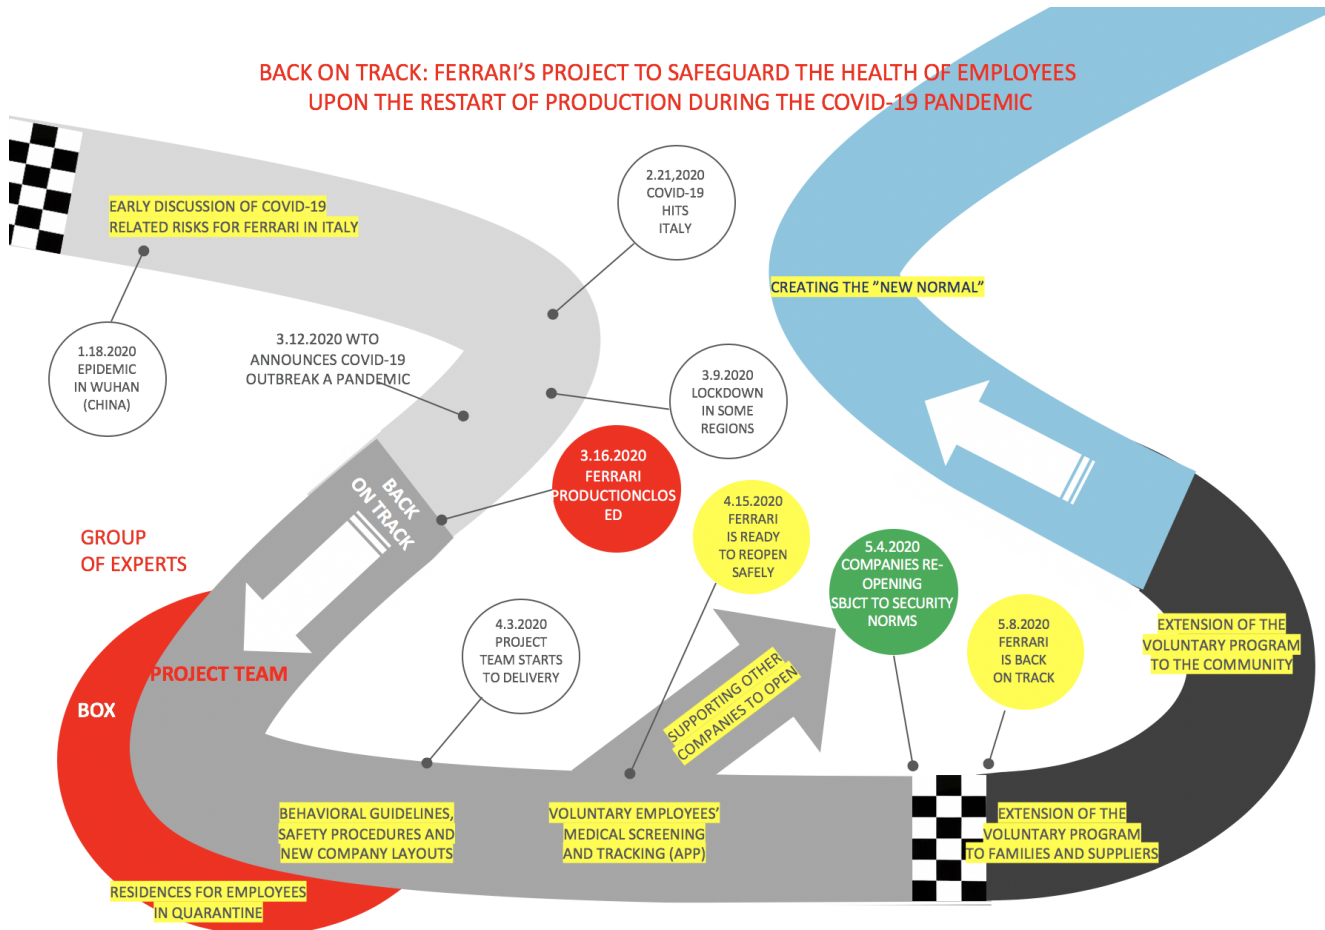 BACK ON TRACK: FERRARI’S PROJECT TO SAFEGUARD THE HEALTH OF EMPLOYEES
UPON THE RESTART OF PRODUCTION DURING THE COVID-19 PANDEMIC
EARLY DISCUSSION OF COVID-19
RELATED RISKS FOR FERRARI IN ITALY
1.18.2020
EPIDEMIC
IN WUHAN
(CHINA)
2.21,2020
COVID-19
HITS
ITALY
3.9.2020
LOCKDOWN
IN SOME
REGIONS
3.12.2020 WTO
ANNOUNCES COVID-19
OUTBREAK A PANDEMIC
3.16.2020
FERRARI
PRODUCTIONCLOS
ED
BACK
ON TRACK
GROUP
OF EXPERTS
PROJECT TEAM
BOX
RESIDENCES FOR EMPLOYEES
IN QUARANTINE
4.3.2020
PROJECT
TEAM STARTS
TO DELIVERY
BEHAVIORAL GUIDELINES,
SAFETY PROCEDURES AND
NEW COMPANY LAYOUTS
4.15.2020
FERRARI
IS READY
TO REOPEN
SAFELY
VOLUNTARY EMPLOYEES’
MEDICAL SCREENING
AND TRACKING (APP)
SUPPORTING OTHER
COMPANIES TO OPEN
5.4.2020
COMPANIES RE-
OPENING
SBJCT TO SECURITY
NORMS
5.8.2020
FERRARI
IS BACK
ON TRACK
EXTENSION OF THE
VOLUNTARY PROGRAM
TO FAMILIES AND SUPPLIERS
EXTENSION OF THE
VOLUNTARY PROGRAM
TO THE COMMUNITY
CREATING THE ”NEW NORMAL”